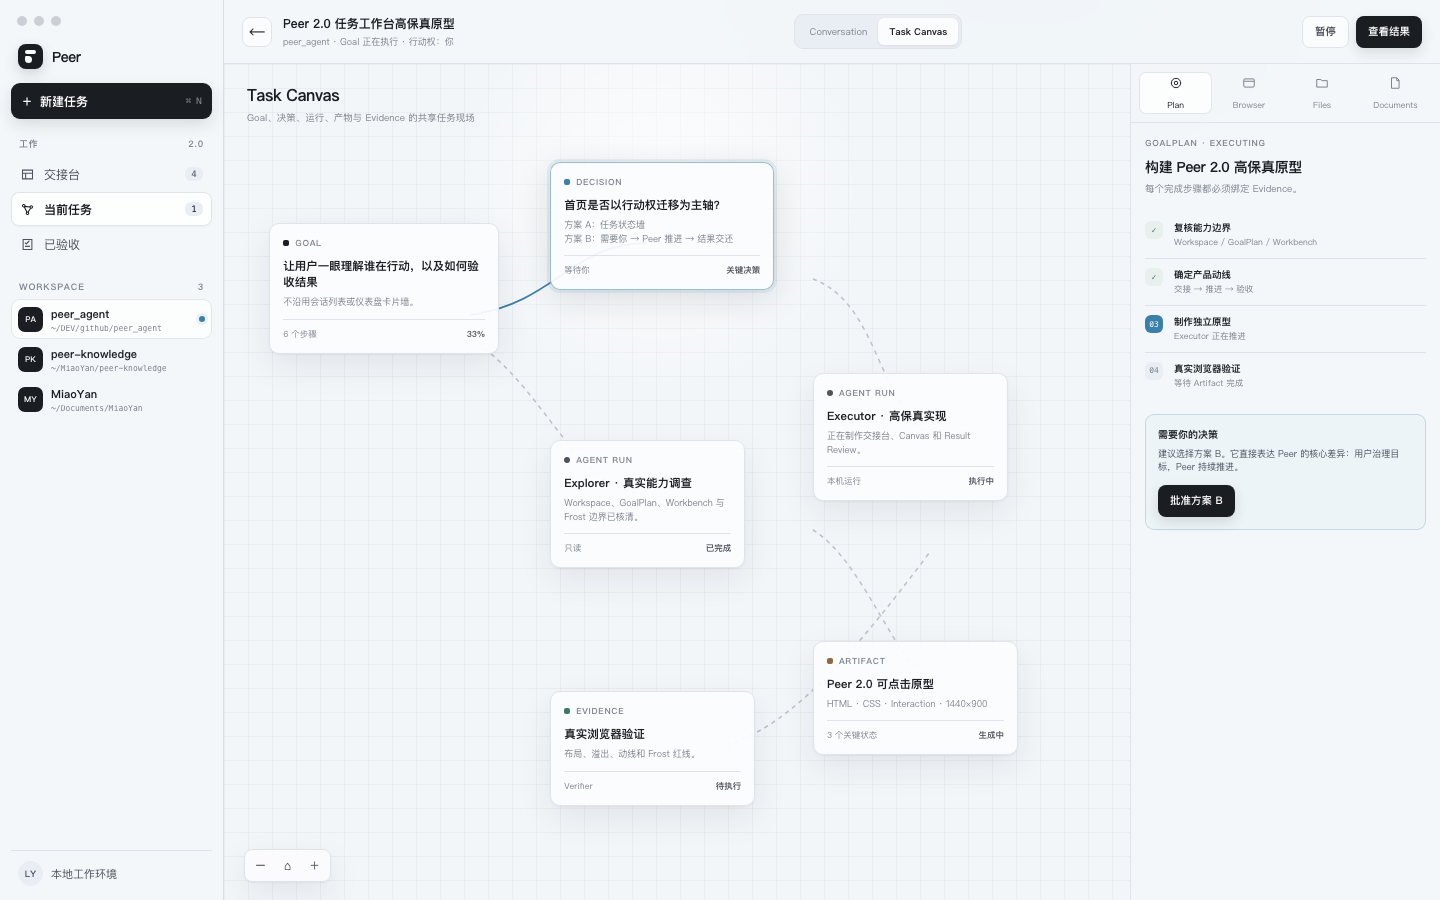 Peer
+ 新建任务 ⌘ N
工作 2.0
交接台 4
当前任务 1
已验收
WORKSPACE 3
PA peer_agent
~/DEV/github/peer_agent
PK peer-knowledge
~/MiaoYan/peer-knowledge
MY MiaoYan
~/Documents/MiaoYan
LY 本地工作环境
Peer 2.0 任务工作台高保真原型
peer_agent · Goal 正在执行 · 行动权：你
Conversation Task Canvas
暂停 查看结果
Task Canvas
Goal、决策、运行、产物与 Evidence 的共享任务现场
GOAL
让用户一眼理解谁在行动，以及如何验
收结果
不沿用会话列表或仪表盘卡片墙。
6 个步骤 33%
DECISION
首页是否以行动权迁移为主轴？
方案 A：任务状态墙
方案 B：需要你 → Peer 推进 → 结果交还
等待你 关键决策
AGENT RUN
Executor · 高保真实现
正在制作交接台、Canvas 和 Result
Review。
本机运行 执行中
AGENT RUN
Explorer · 真实能力调查
Workspace、GoalPlan、Workbench 与
Frost 边界已核清。
只读 已完成
ARTIFACT
Peer 2.0 可点击原型
HTML · CSS · Interaction · 1440×900
3 个关键状态 生成中
EVIDENCE
真实浏览器验证
布局、溢出、动线和 Frost 红线。
Verifier 待执行
Plan Browser Files Documents
GOALPLAN · EXECUTING
构建 Peer 2.0 高保真原型
每个完成步骤都必须绑定 Evidence。
✓ 复核能力边界
Workspace / GoalPlan / Workbench
✓ 确定产品动线
交接 → 推进 → 验收
03 制作独立原型
Executor 正在推进
04 真实浏览器验证
等待 Artifact 完成
需要你的决策
建议选择方案 B。它直接表达 Peer 的核心差异：用户治理目
标，Peer 持续推进。
批准方案 B